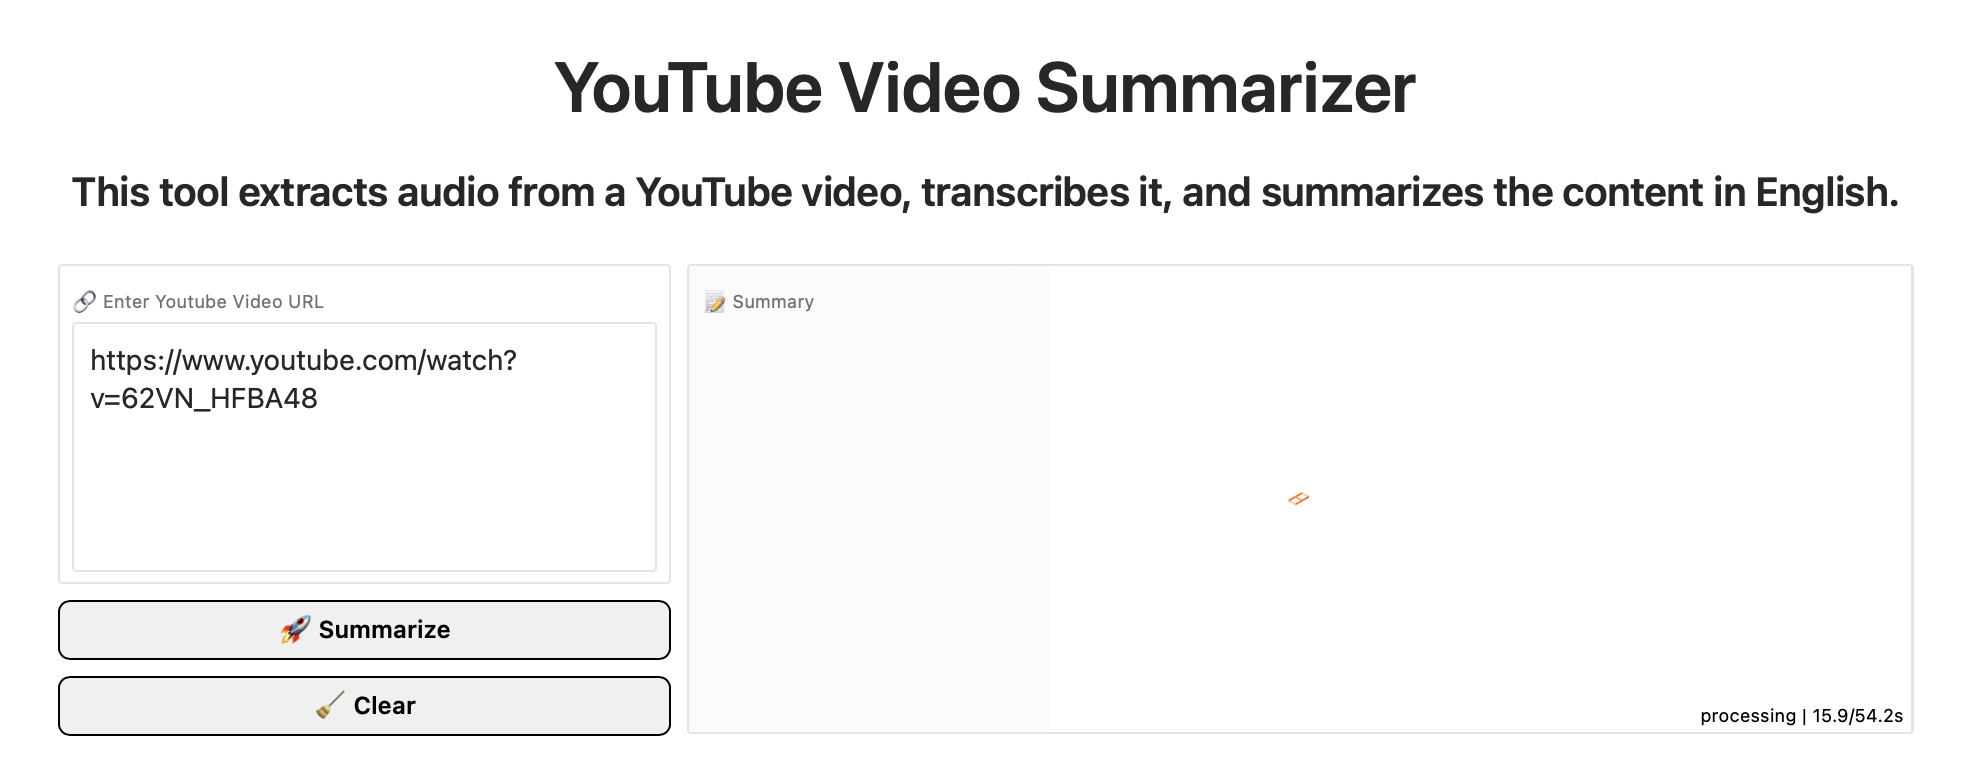 YouTube Video Summarizer
This tool extracts audio from a YouTube video, transcribes it, and summarizes the content in English.
🔗 Enter Youtube Video URL
https://www.youtube.com/watch?
v=62VN_HFBA48
🚀 Summarize
🧹 Clear
📝 Summary
processing | 15.9/54.2s